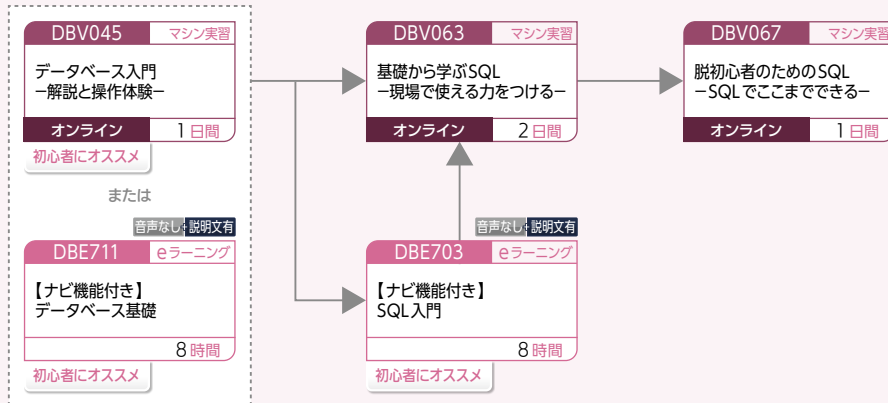 DBV045 マシン実習
データベース入門
−解説と操作体験−
オンライン 1日間
初心者にオススメ
または
音声なし 説明文有
DBE711 eラーニング
【ナビ機能付き】
データベース基礎
8時間
初心者にオススメ
DBV063 マシン実習
基礎から学ぶSQL
−現場で使える力をつける−
オンライン 2日間
音声なし 説明文有
DBE703 eラーニング
【ナビ機能付き】
SQL入門
8時間
初心者にオススメ
DBV067 マシン実習
脱初心者のためのSQL
−SQLでここまでできる−
オンライン 1日間